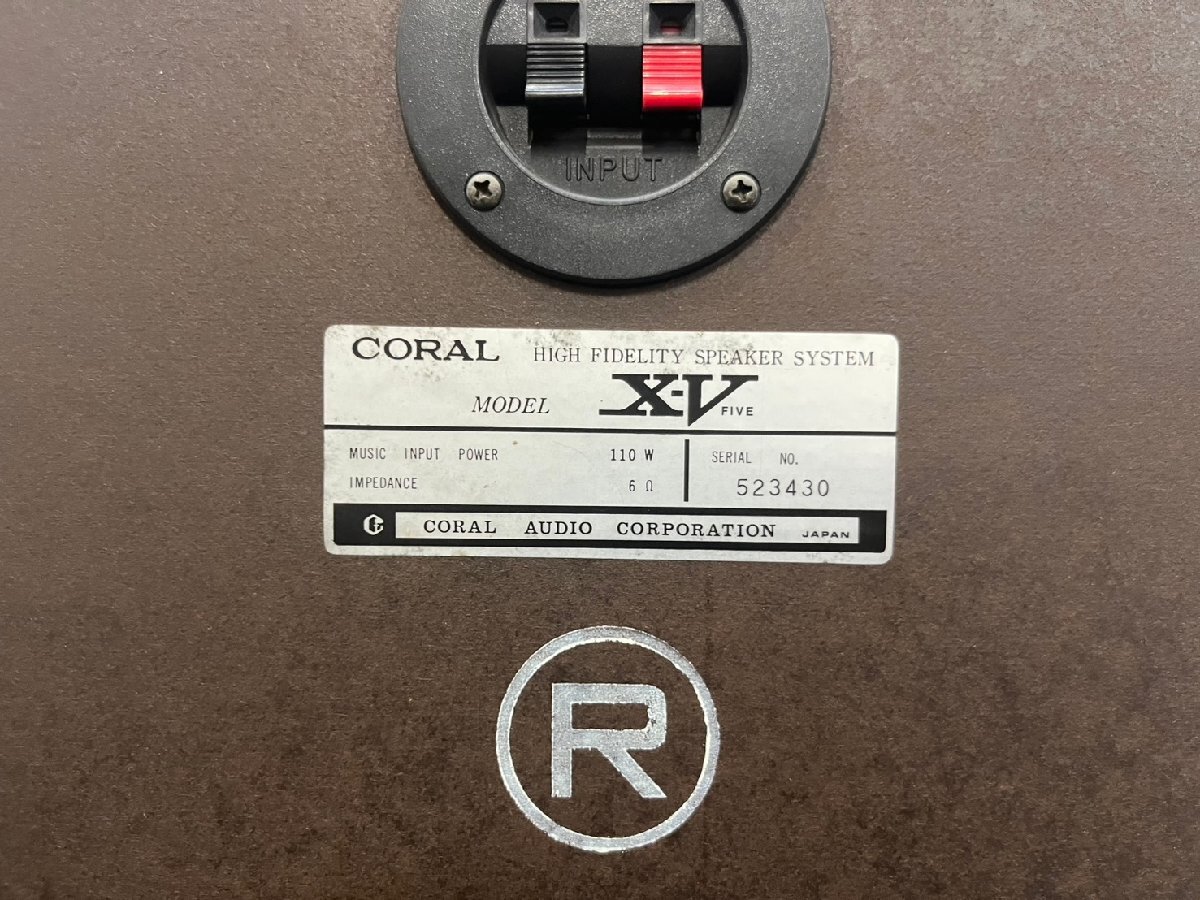 INPUT
CORAL HIGH FIDELITY SPEAKER SYSTEM
MODEL X-V FIVE
MUSIC INPUT POWER 110 W
IMPEDANCE 6 Ω
SERIAL NO.
523430
CORAL AUDIO CORPORATION JAPAN
R